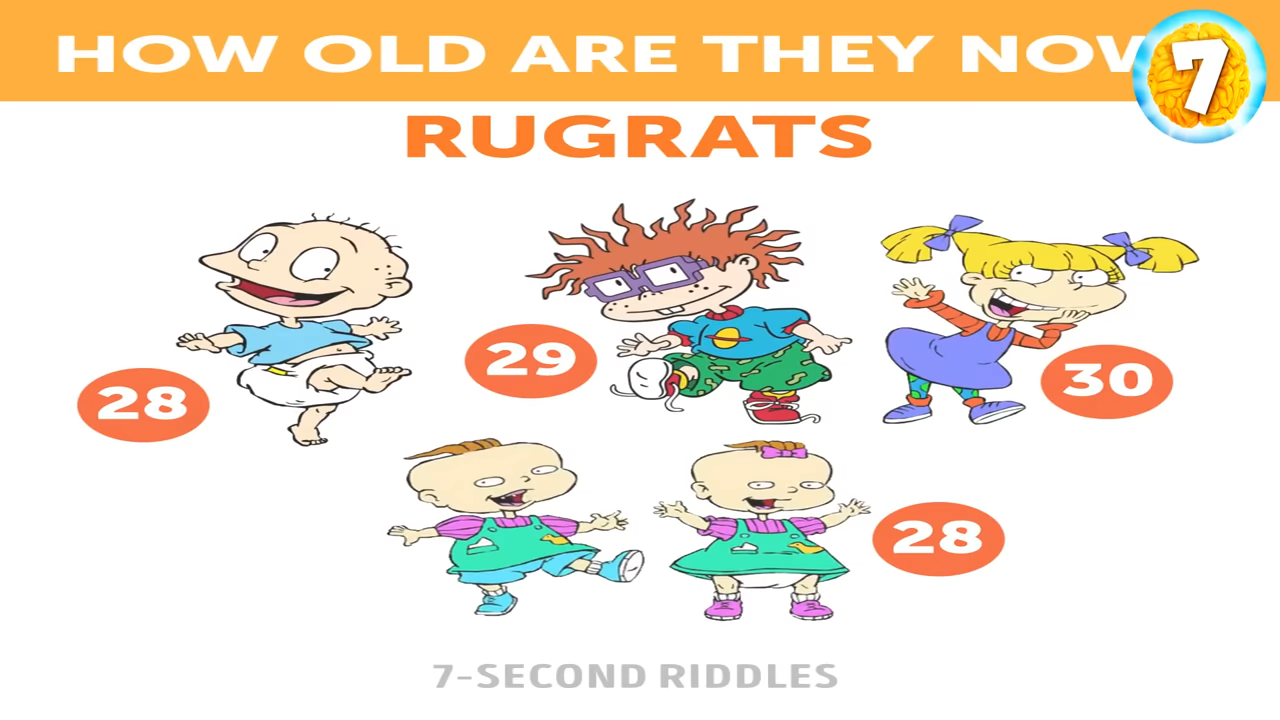 HOW OLD ARE THEY NOW
7
RUGRATS
28
29
30
28
7-SECOND RIDDLES